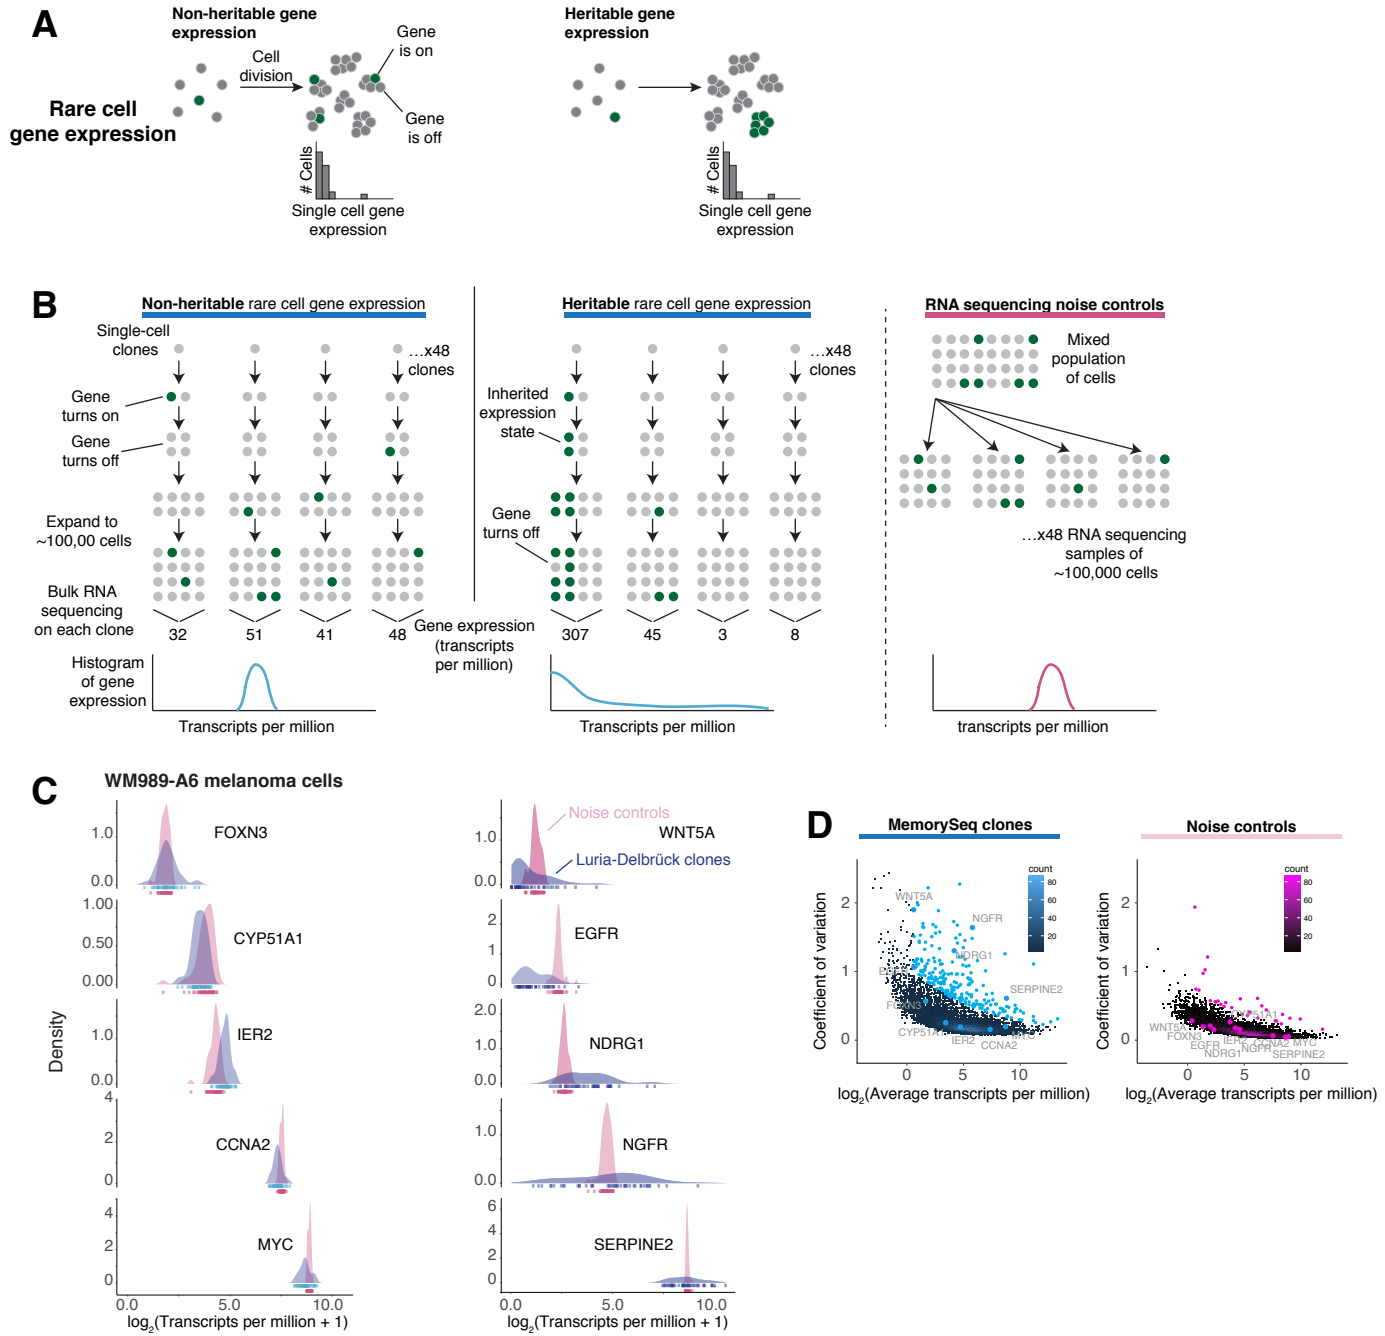 A
Non-heritable gene
expression
Cell
division
Gene
is on
Gene
is off
Rare cell
gene expression
# Cells
Single cell gene
expression
Heritable gene
expression
# Cells
Single cell gene
expression
B
Non-heritable rare cell gene expression
Single-cell
clones
...x48
clones
Gene
turns on
Gene
turns off
Expand to
~100,00 cells
Bulk RNA
sequencing
on each clone
32
51
41
48
Histogram
of gene
expression
Transcripts per million
Heritable rare cell gene expression
...x48
clones
Inherited
expression
state
Gene
turns off
Gene expression
(transcripts
per million)
307
45
3
8
Transcripts per million
RNA sequencing noise controls
Mixed
population
of cells
...x48 RNA sequencing
samples of
~100,000 cells
transcripts per million
C
WM989-A6 melanoma cells
Density
1.0
0.0
FOXN3
1.00
0.50
0.00
CYP51A1
1.0
0.0
IER2
4
2
0
CCNA2
4
2
0
MYC
0.0
5.0
10.0
log2(Transcripts per million + 1)
1.0
0.0
Noise controls
WNT5A
Luria-Delbrück clones
2
1
0
EGFR
2.0
1.0
0.0
NDRG1
1.0
0.0
NGFR
6
4
2
0
SERPINE2
0.0
5.0
10.0
log2(Transcripts per million + 1)
D
MemorySeq clones
Coefficient of variation
2
1
0
count
80
60
40
20
WNT5A
NGFR
NDRG1
EGFR
SERPINE2
FOXN3
CYP51A1
IER2
CCNA2
MYC
0
5
10
log2(Average transcripts per million)
Noise controls
Coefficient of variation
2
1
0
count
80
60
40
20
CYP51A1
WNT5A
FOXN3
EGFR
IER2
NDRG1
NGFR
CCNA2
MYC
SERPINE2
0
5
10
log2(Average transcripts per million)